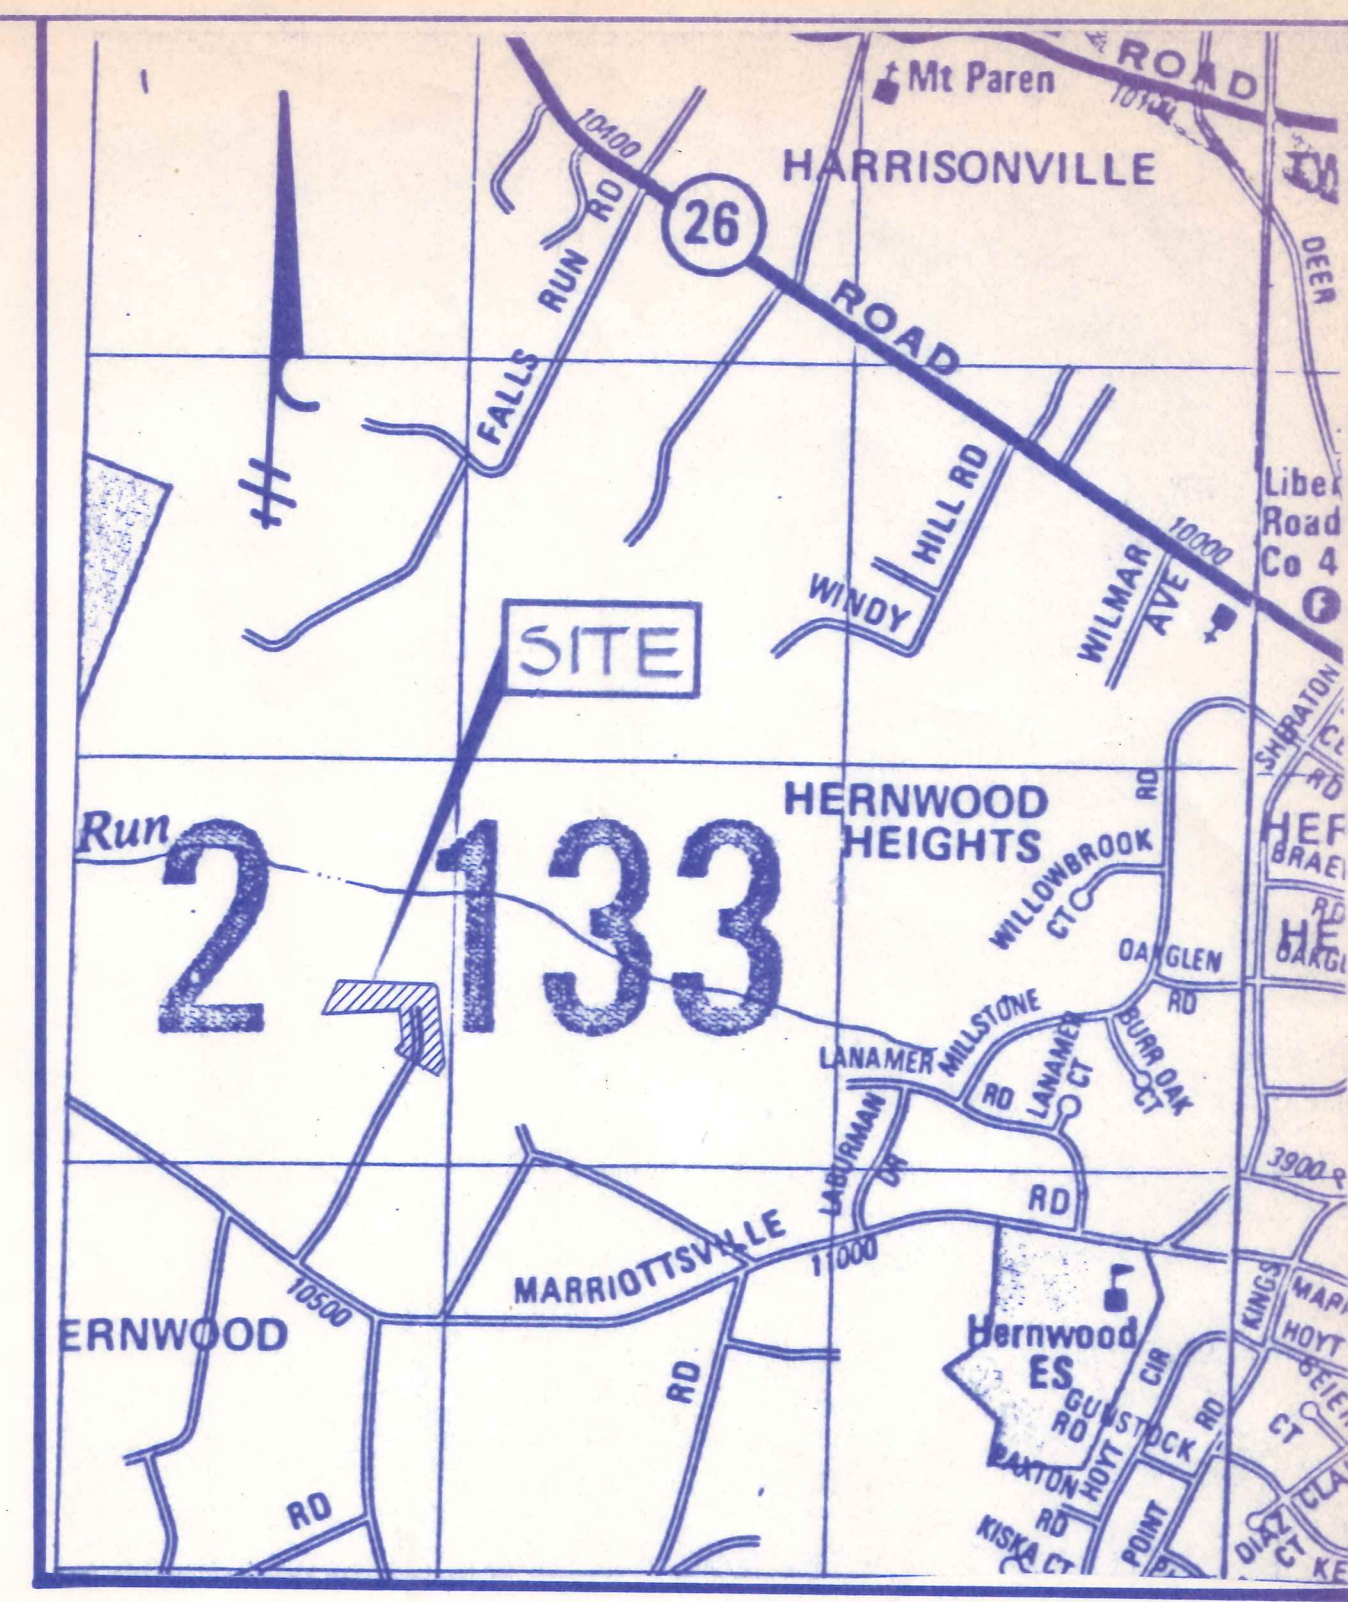 ROAD
Mt Paren
10400
HARRISONVILLE
26
FALLS RUN RD
DEER
ROAD
HILL RD
WINDY
10000
WILMAR
AVE
Road
Co 4
F
SITE
SHERATON
RD
HERNWOOD
HEIGHTS
RD
Run
2 133
WILLOWBROOK
CT
OAKGLEN
RD
MILLSTONE
LANAMER
RD
LANAMER
CT
BURR OAK
CT
LABURMAN
DR
3900
RD
MARRIOTTSVILLE
11000
10500
ERNWOOD
KINGS
HOYT
Hernwood
ES
CIR
GUNSTOCK
RD
RD
RD
CT
PAXTON
RD
HOYT
KISKA CT
POINT
DIAZ
CT
RD